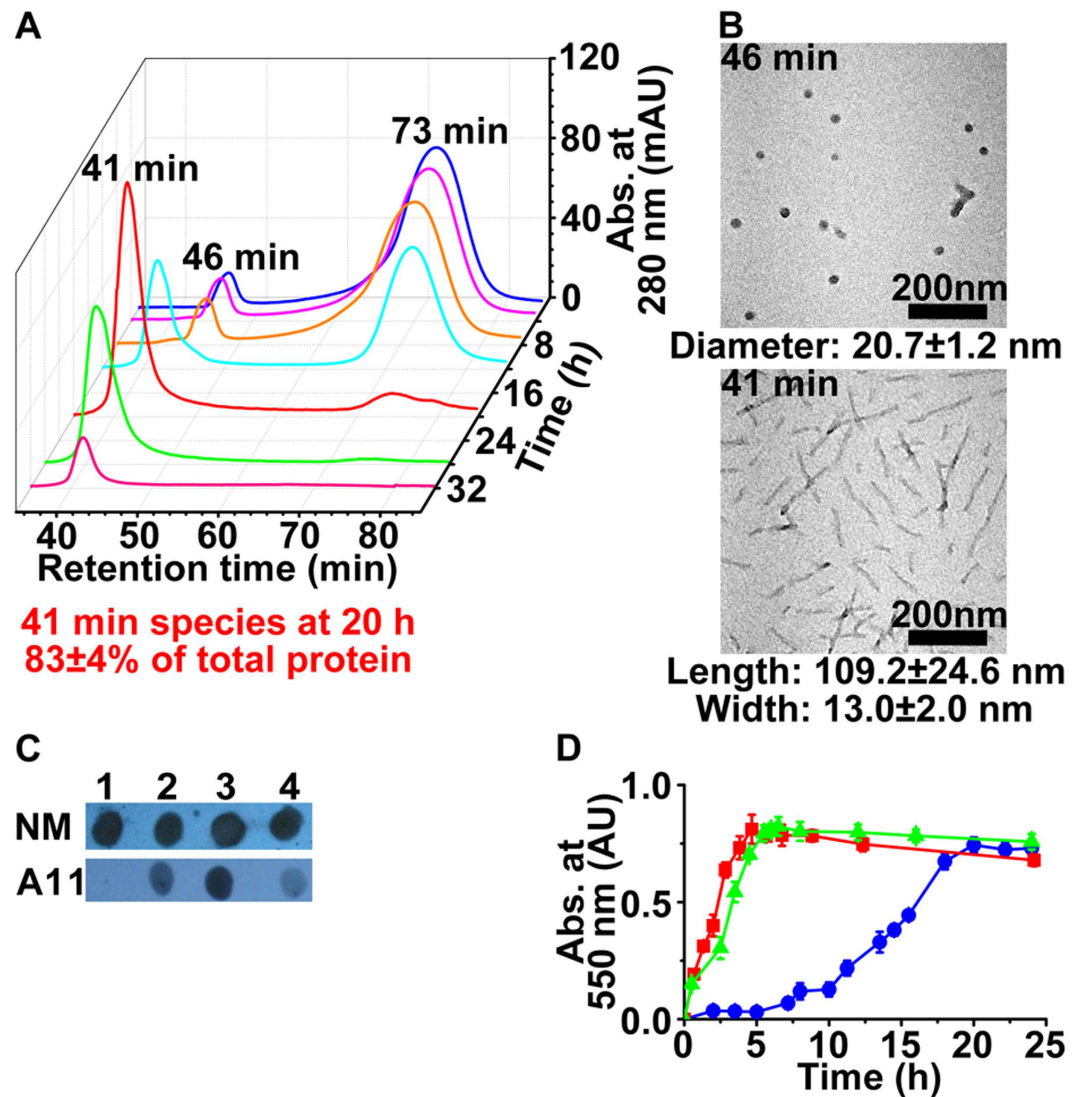 A
120
80
40
0
Abs. at
280 nm (mAU)
73 min
41 min
46 min
8
16
24
32
Time (h)
40 50 60 70 80
Retention time (min)
41 min species at 20 h
83±4% of total protein
B
46 min
200nm
Diameter: 20.7±1.2 nm
41 min
200nm
Length: 109.2±24.6 nm
Width: 13.0±2.0 nm
C
1 2 3 4
NM
A11
D
1.0
0.5
0.0
Abs. at
550 nm (AU)
0 5 10 15 20 25
Time (h)